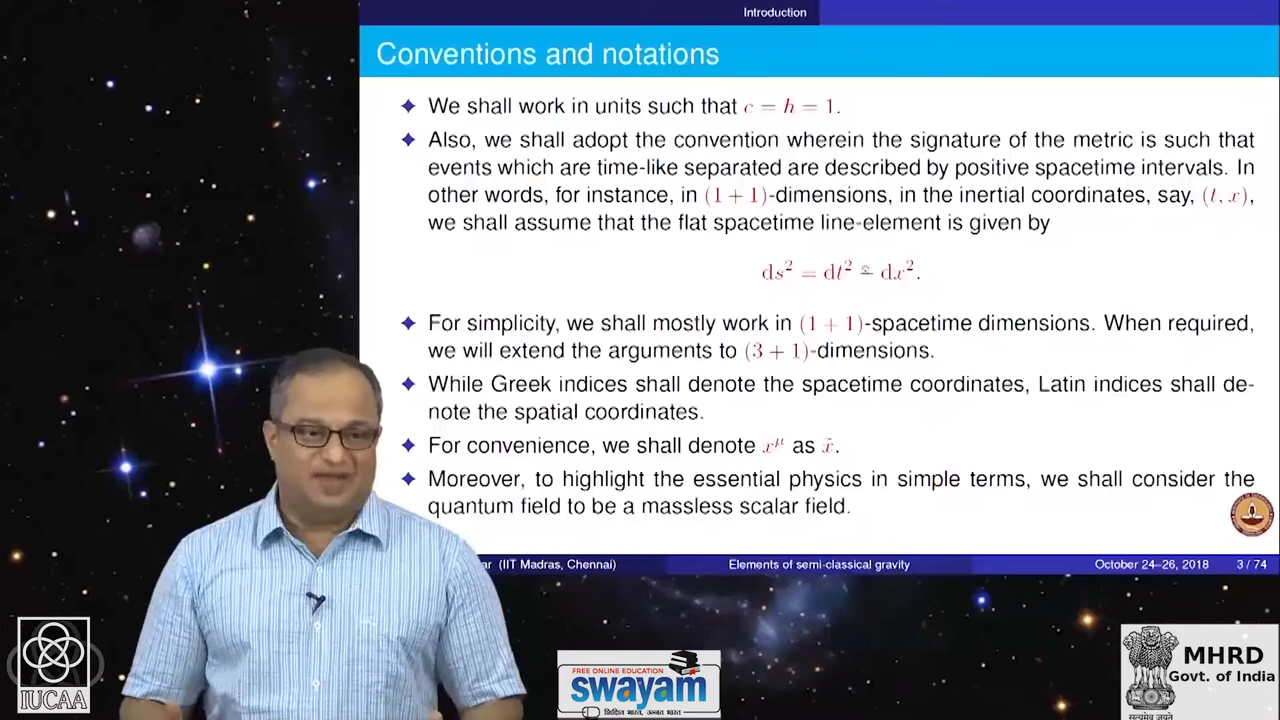 Introduction
Conventions and notations
We shall work in units such that c = ħ = 1.
Also, we shall adopt the convention wherein the signature of the metric is such that
events which are time-like separated are described by positive spacetime intervals. In
other words, for instance, in (1 + 1)-dimensions, in the inertial coordinates, say, (t, x),
we shall assume that the flat spacetime line-element is given by
ds² = dt² − dx².
For simplicity, we shall mostly work in (1 + 1)-spacetime dimensions. When required,
we will extend the arguments to (3 + 1)-dimensions.
While Greek indices shall denote the spacetime coordinates, Latin indices shall de-
note the spatial coordinates.
For convenience, we shall denote x^μ as x̃.
Moreover, to highlight the essential physics in simple terms, we shall consider the
quantum field to be a massless scalar field.
(IIT Madras, Chennai) Elements of semi-classical gravity October 24–26, 2018 3 / 74
IUCAA
FREE ONLINE EDUCATION
swayam
शिक्षित भारत, उन्नत भारत
सत्यमेव जयते
MHRD
Govt. of India